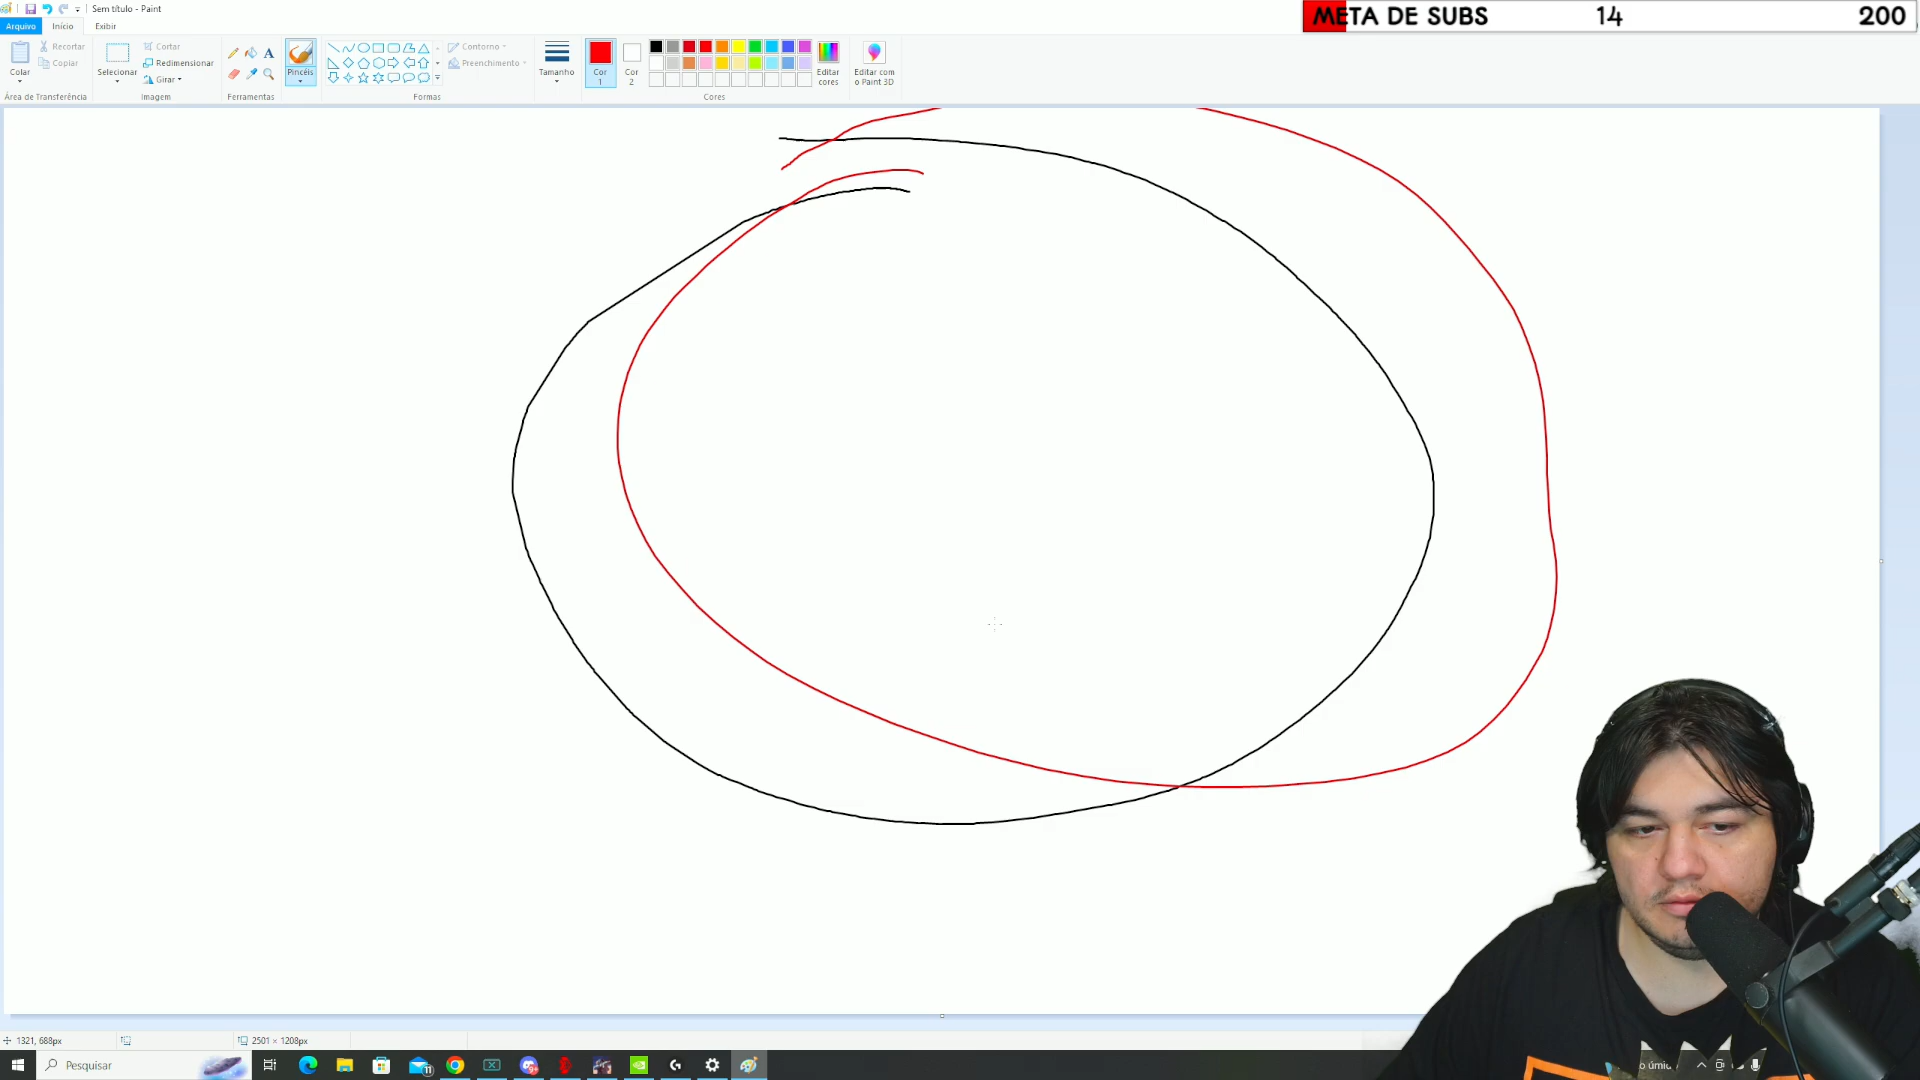 Sem título - Paint
META DE SUBS 14 200
Arquivo Início Exibir
Colar
Recortar
Copiar
Área de Transferência
Selecionar
Cortar
Redimensionar
Girar
Imagem
A
Ferramentas
Pincéis
Contorno
Preenchimento
Formas
Tamanho
Cor
1
Cor
2
Editar
cores
Cores
Editar com
o Paint 3D
1321, 688px
2501 × 1208px
Pesquisar
11